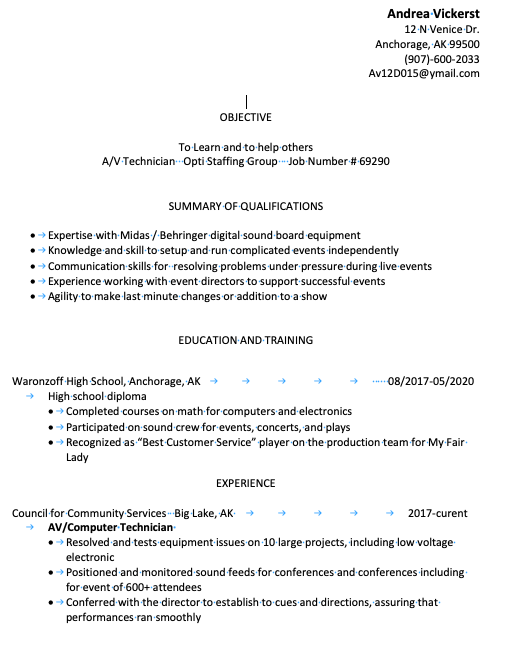 Andrea Vickerst
12 N Venice Dr.
Anchorage, AK 99500
(907)-600-2033
Av12D015@ymail.com
OBJECTIVE
To Learn and to help others
A/V Technician   Opti Staffing Group    Job Number # 69290
SUMMARY OF QUALIFICATIONS
• Expertise with Midas / Behringer digital sound board equipment
• Knowledge and skill to setup and run complicated events independently
• Communication skills for  resolving problems under pressure during live events
• Experience working with event directors to support successful events
• Agility to make last minute changes or addition to a show
EDUCATION AND TRAINING
Waronzoff High School, Anchorage, AK 08/2017-05/2020
High school diploma
• Completed courses on math for computers and electronics
• Participated on sound crew for events, concerts, and plays
• Recognized as “Best Customer Service” player on the production team for My Fair
Lady
EXPERIENCE
Council for Community Services  Big Lake, AK 2017-curent
AV/Computer Technician
• Resolved and tests equipment issues on 10 large projects, including low voltage
electronic
• Positioned and monitored sound feeds for conferences and conferences including
for event of 600+ attendees
• Conferred with the director to establish to cues and directions, assuring that
performances ran smoothly